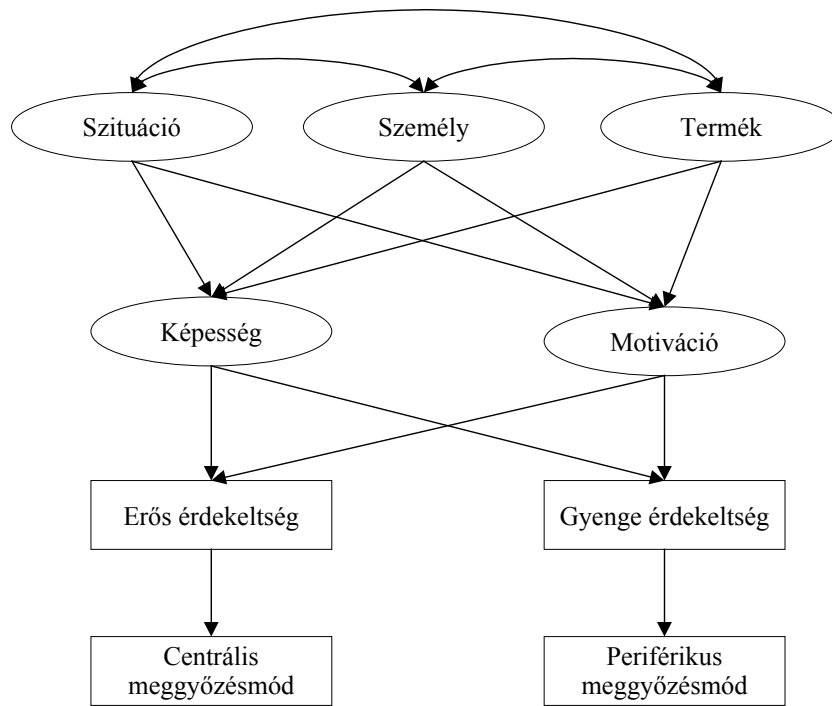 Szituáció
Személy
Termék
Képesség
Motiváció
Erős érdekeltség
Gyenge érdekeltség
Centrális
meggyőzésmód
Periférikus
meggyőzésmód